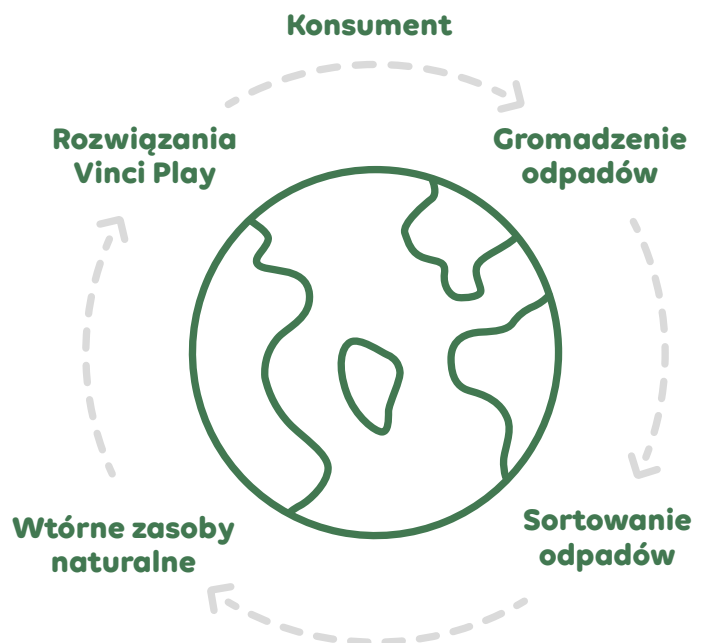 Konsument
Rozwiązania
Vinci Play
Gromadzenie
odpadów
Wtórne zasoby
naturalne
Sortowanie
odpadów